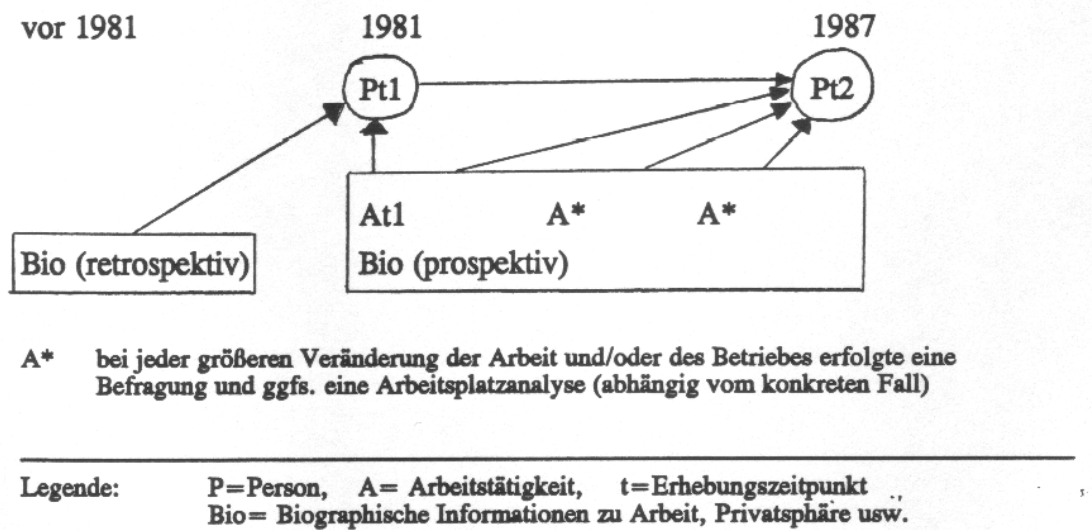 vor 1981 1981 1987
Pt1 Pt2
At1 A* A*
Bio (retrospektiv) Bio (prospektiv)
A* bei jeder größeren Veränderung der Arbeit und/oder des Betriebes erfolgte eine
Befragung und ggfs. eine Arbeitsplatzanalyse (abhängig vom konkreten Fall)
Legende: P=Person, A= Arbeitstätigkeit, t=Erhebungszeitpunkt
Bio= Biographische Informationen zu Arbeit, Privatsphäre usw.